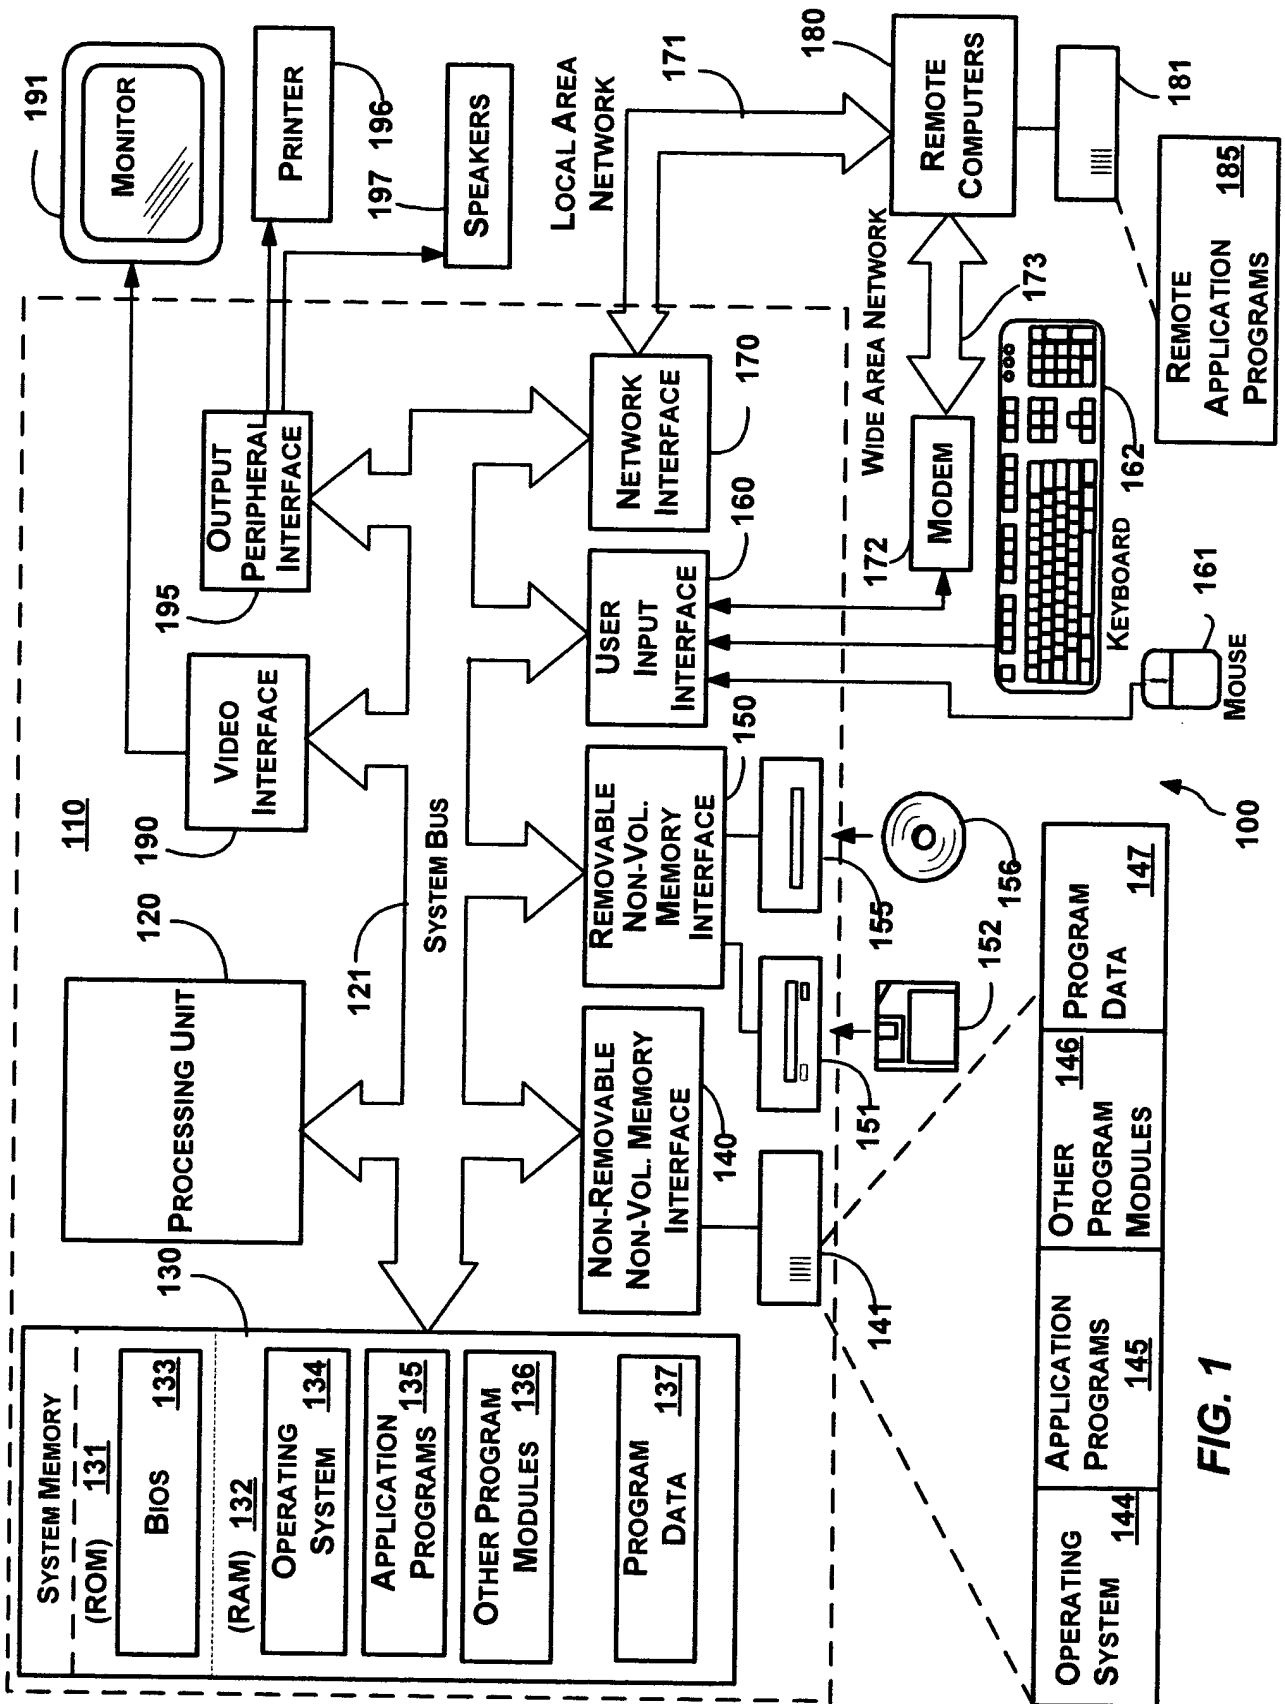 SYSTEM MEMORY
(ROM) 131
BIOS 133
(RAM) 132
OPERATING
SYSTEM 134
APPLICATION
PROGRAMS 135
OTHER PROGRAM
MODULES 136
PROGRAM
DATA 137
130
PROCESSING UNIT
120
110
121
SYSTEM BUS
190
VIDEO
INTERFACE
195
OUTPUT
PERIPHERAL
INTERFACE
191
MONITOR
PRINTER
196
197
SPEAKERS
NON-REMOVABLE
NON-VOL. MEMORY
INTERFACE
140
REMOVABLE
NON-VOL.
MEMORY
INTERFACE
150
USER
INPUT
INTERFACE
160
NETWORK
INTERFACE
170
LOCAL AREA
NETWORK
171
180
REMOTE
COMPUTERS
WIDE AREA NETWORK
173
172
MODEM
141
151
155
152
156
KEYBOARD
162
161
MOUSE
181
REMOTE
APPLICATION
PROGRAMS
185
100
OPERATING
SYSTEM 144
APPLICATION
PROGRAMS
145
OTHER
PROGRAM
MODULES
146
PROGRAM
DATA
147
FIG. 1